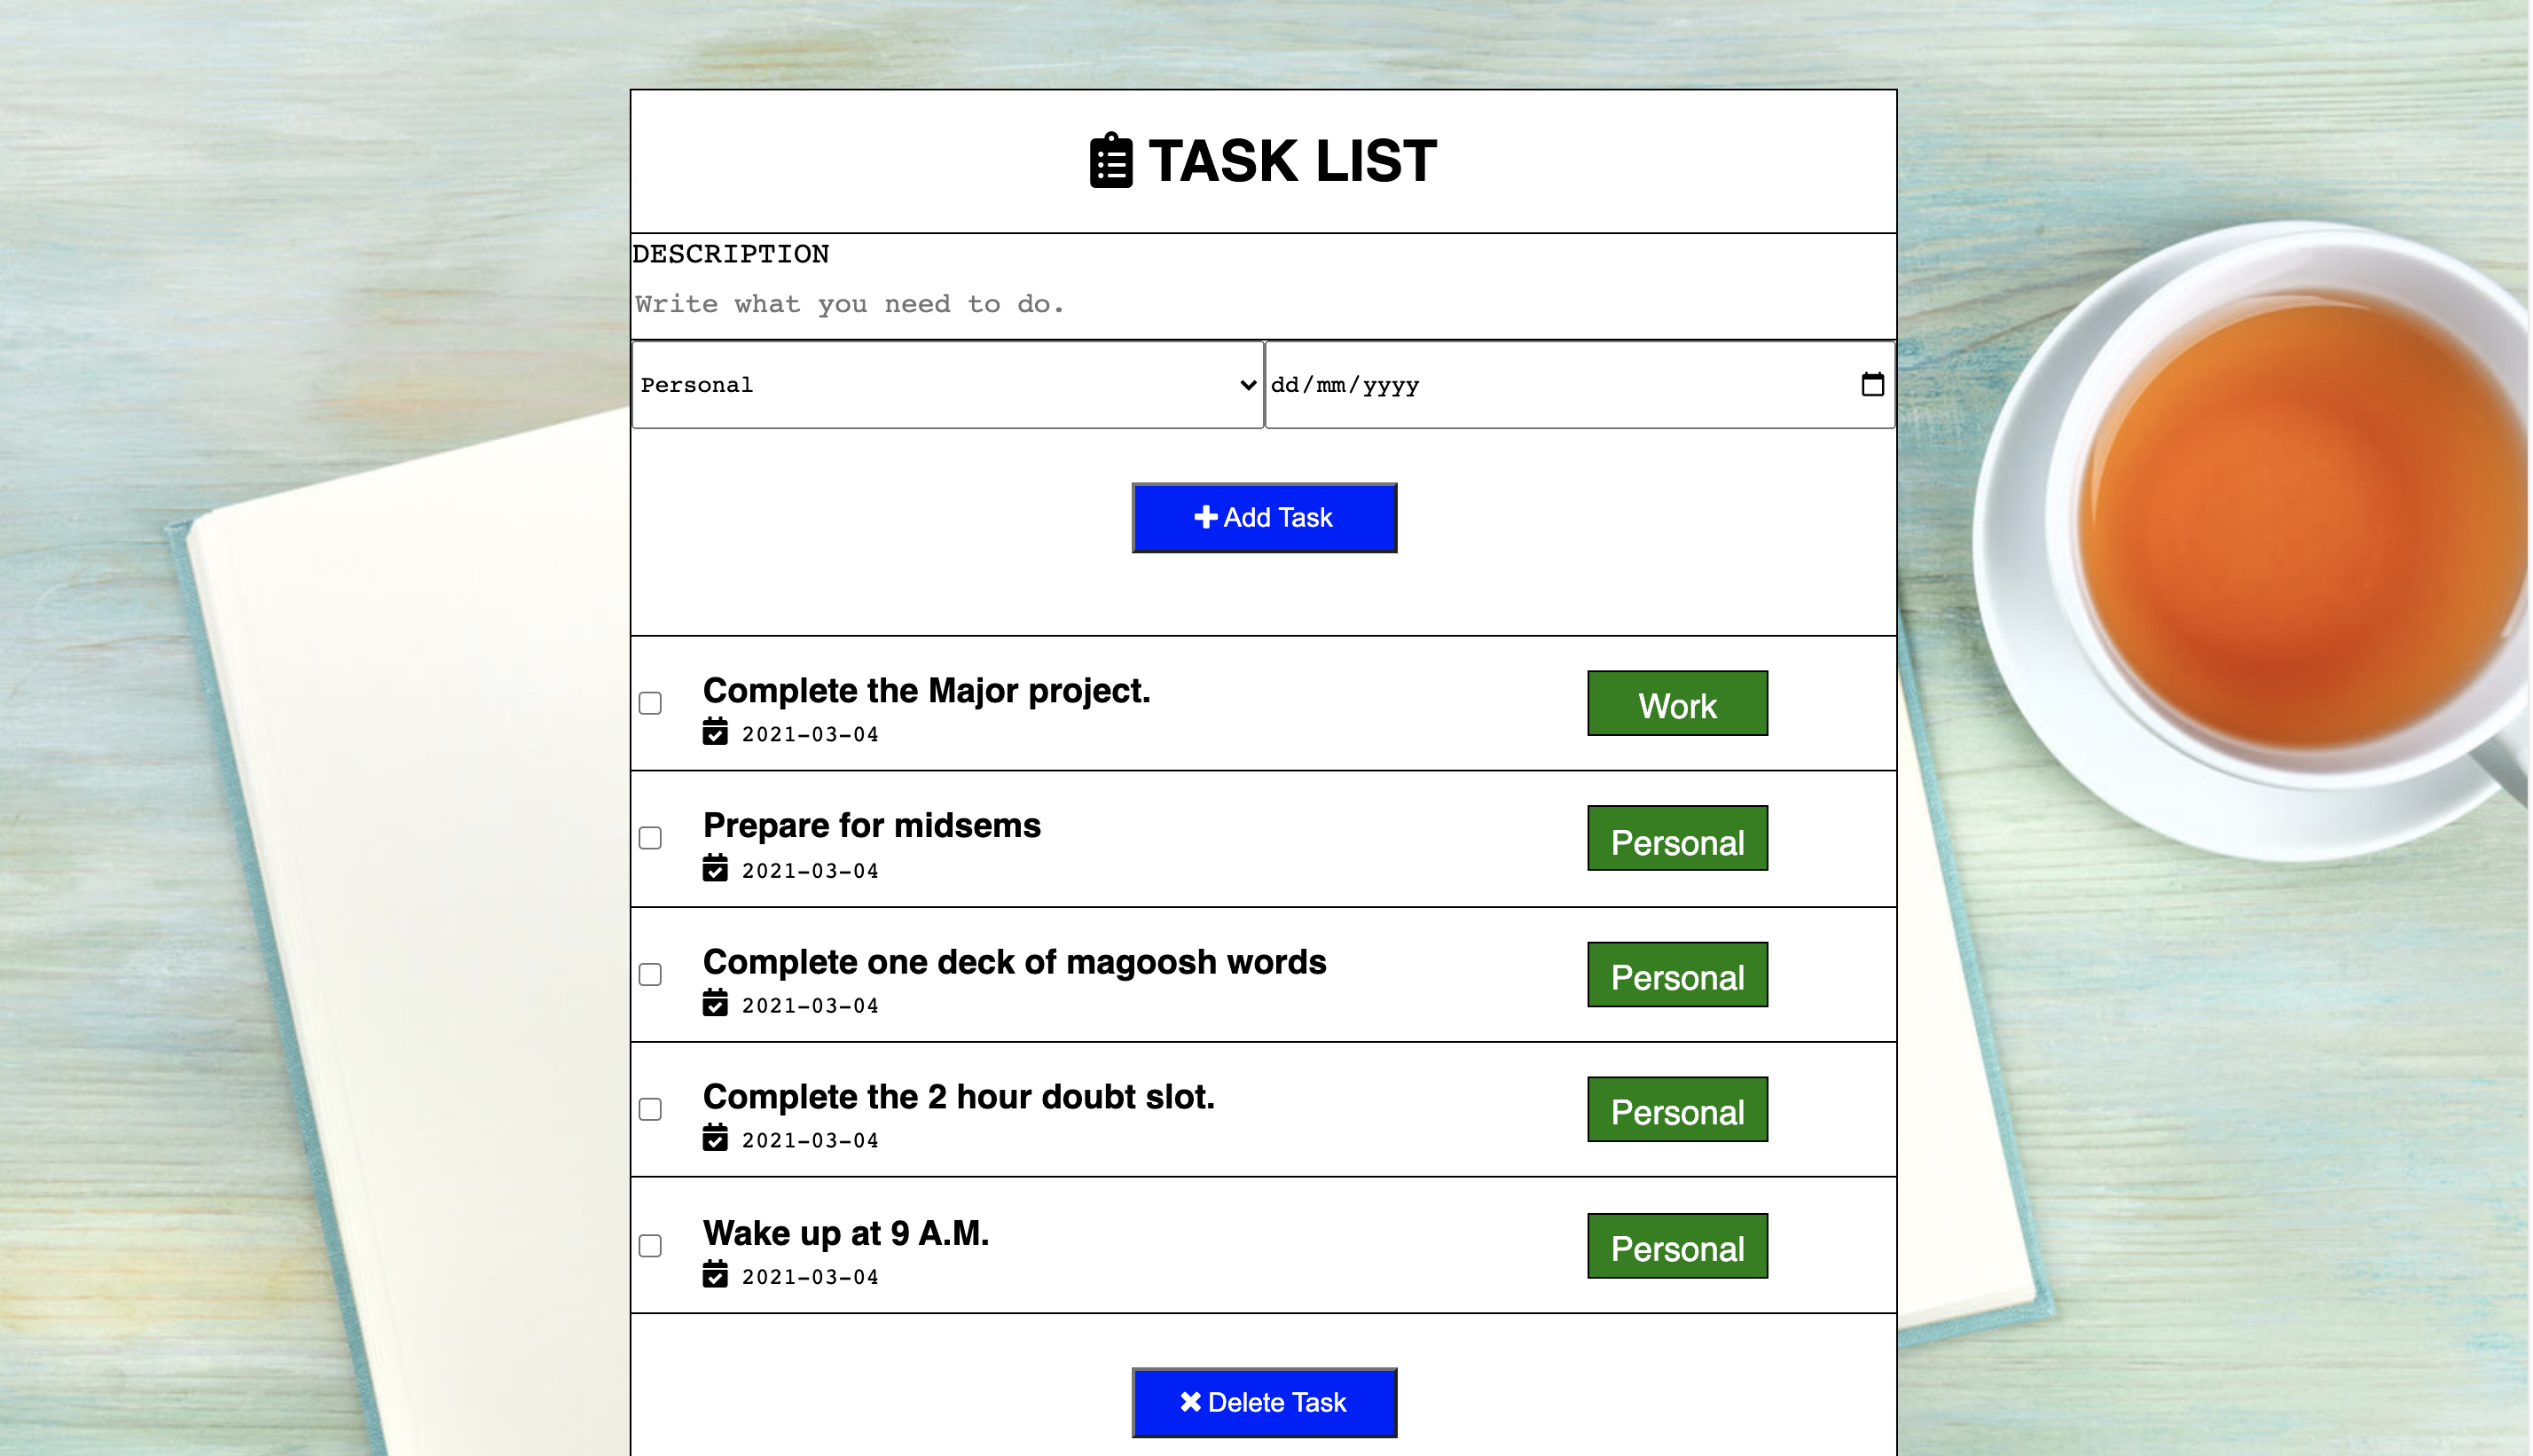 TASK LIST
DESCRIPTION
Write what you need to do.
Personal
dd/mm/yyyy
Add Task
Complete the Major project.
2021-03-04
Work
Prepare for midsems
2021-03-04
Personal
Complete one deck of magoosh words
2021-03-04
Personal
Complete the 2 hour doubt slot.
2021-03-04
Personal
Wake up at 9 A.M.
2021-03-04
Personal
Delete Task